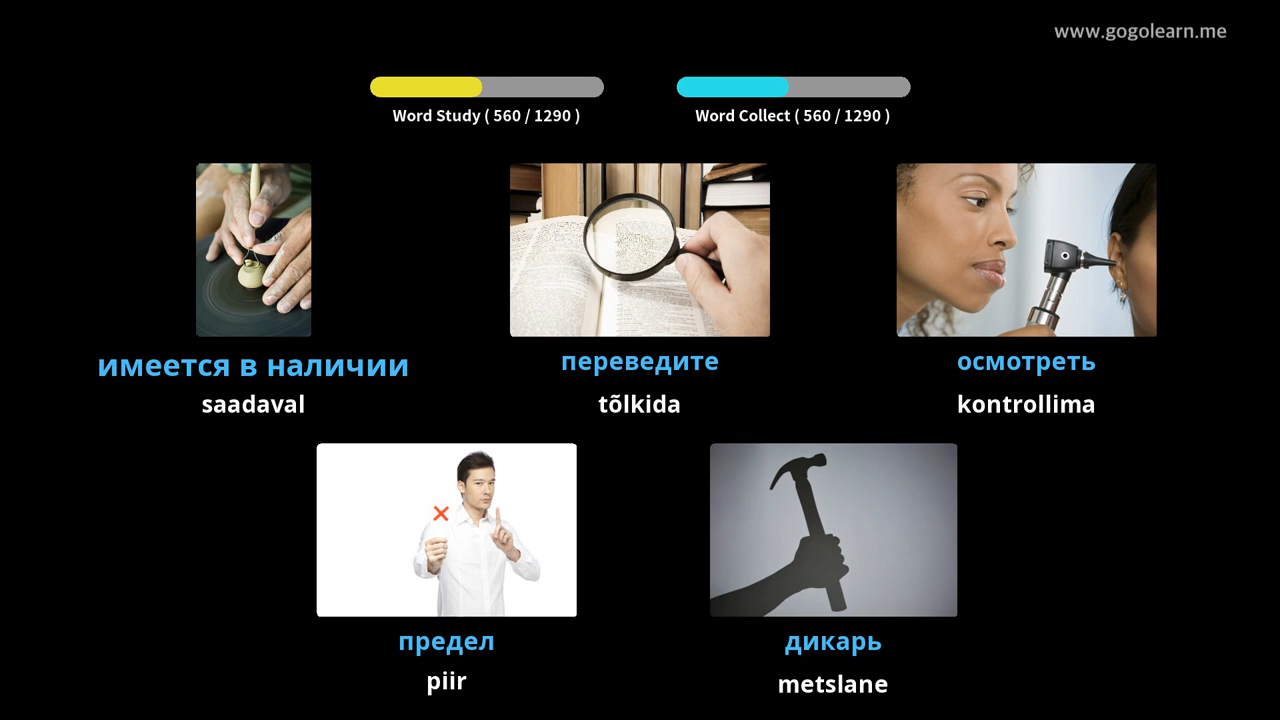 www.gogolearn.me
Word Study ( 560 / 1290 )
Word Collect ( 560 / 1290 )
имеется в наличии
saadaval
переведите
tõlkida
осмотреть
kontrollima
предел
piir
дикарь
metslane